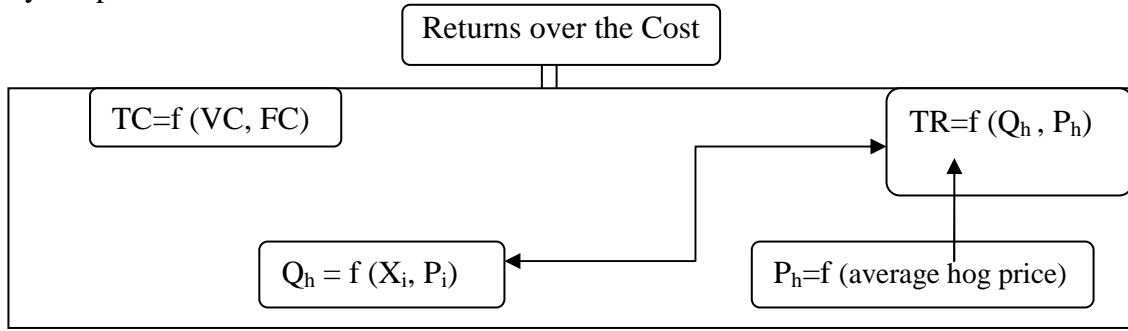 Returns over the Cost
TC=f (VC, FC)
TR=f (Qₕ , Pₕ)
Qₕ = f (Xᵢ, Pᵢ)
Pₕ=f (average hog price)